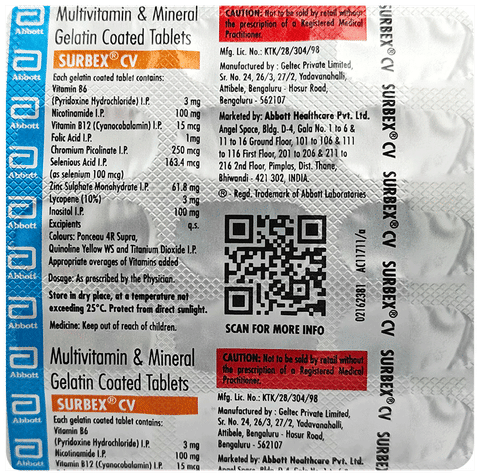 Abbott
Abbott
Abbott
Abbott
Abbott
Abbott
Abbott
Abbott
Multivitamin & Mineral
Gelatin Coated Tablets
SURBEX® CV
Each gelatin coated tablet contains:
Vitamin B6
(Pyridoxine Hydrochloride) I.P. 3 mg
Nicotinamide I.P. 100 mg
Vitamin B12 (Cyanocobalamin) I.P. 15 mcg
Folic Acid I.P. 1mg
Chromium Picolinate I.P. 250 mcg
Selenious Acid I.P. 163.4 mcg
(as selenium 100 mcg)
Zinc Sulphate Monohydrate I.P. 61.8 mg
Lycopene (10%) 3 mg
Inositol I.P. 100 mg
Excipients q.s.
Colours: Ponceau 4R Supra,
Quinoline Yellow WS and Titanium Dioxide I.P.
Appropriate overages of Vitamins added
Dosage: As prescribed by the Physician.
Store in dry place, at a temperature not
exceeding 25°C. Protect from direct sunlight.
Medicine: Keep out of reach of children.
CAUTION: Not to be sold by retail without
the prescription of a Registered Medical
Practitioner.
Mfg. Lic. No.: KTK/28/304/98
Manufactured by : Geltec Private Limited,
Sr. No. 24, 26/3, 27/2, Yadavanahalli,
Attibele, Bengaluru - Hosur Road,
Bengaluru - 562107
Marketed by: Abbott Healthcare Pvt. Ltd.
Angel Space, Bldg. D-4, Gala No. 1 to 6 &
11 to 16 Ground Floor, 101 to 106 & 111
to 116 First Floor, 201 to 206 & 211 to
216 2nd Floor, Pimplas, Dist. Thane,
Bhiwandi - 421 302, INDIA.
® - Regd. Trademark of Abbott Laboratories
SCAN FOR MORE INFO
02162381 AC11711/a
SURBEX® CV SURBEX® CV SURBEX® CV SURBEX® CV
Multivitamin & Mineral
Gelatin Coated Tablets
SURBEX® CV
Each gelatin coated tablet contains:
Vitamin B6
(Pyridoxine Hydrochloride) I.P. 3 mg
Nicotinamide I.P. 100 mg
Vitamin B12 (Cyanocobalamin) I.P. 15 mcg
CAUTION: Not to be sold by retail without
the prescription of a Registered Medical
Practitioner.
Mfg. Lic. No.: KTK/28/304/98
Manufactured by : Geltec Private Limited,
Sr. No. 24, 26/3, 27/2, Yadavanahalli,
Attibele, Bengaluru - Hosur Road,
Bengaluru - 562107
Marketed by: Abbott Healthcare Pvt. Ltd.